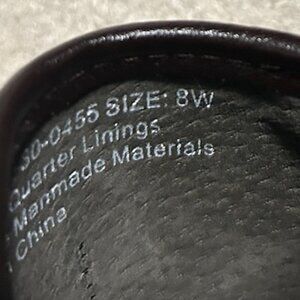 30-0455 SIZE: 8W
Quarter Linings
Manmade Materials
China